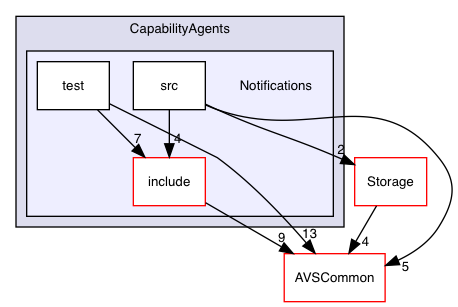 CapabilityAgents
test
src
Notifications
7
4
2
include
Storage
9
13
4
5
AVSCommon